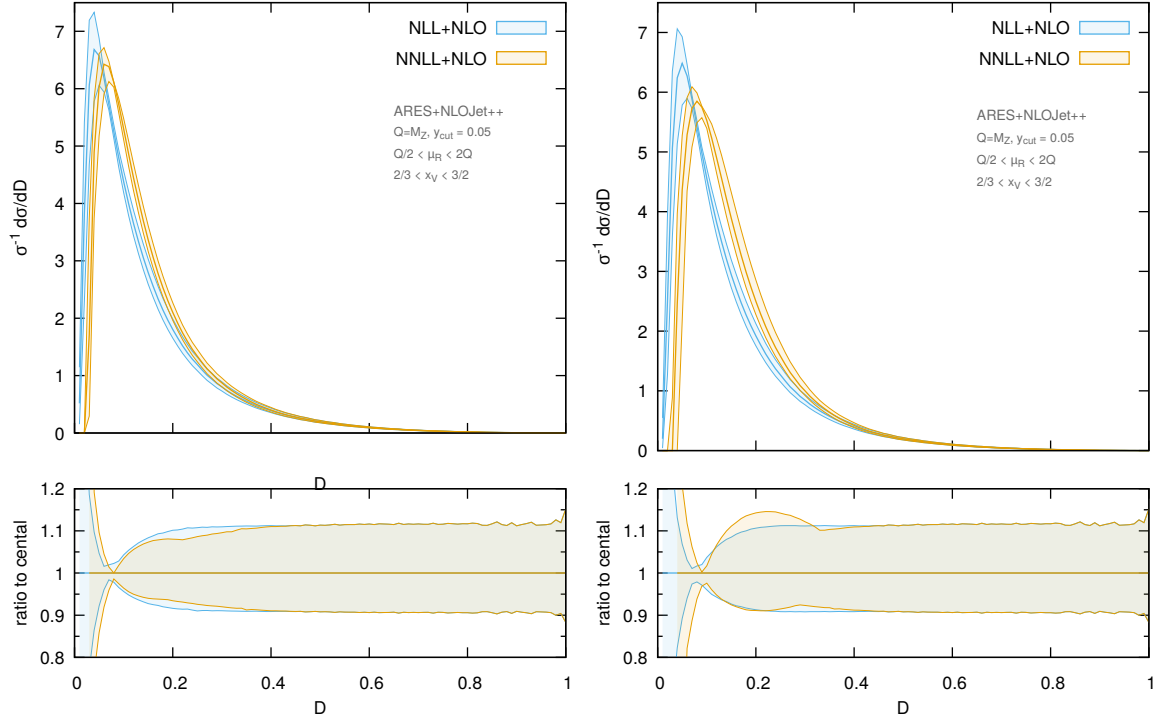 7
6
5
4
3
2
1
0
σ⁻¹ dσ/dD
NLL+NLO
NNLL+NLO
ARES+NLOJet++
Q=M_Z, y_cut = 0.05
Q/2 < μ_R < 2Q
2/3 < x_V < 3/2
D
1.2
1.1
1
0.9
0.8
ratio to cental
0 0.2 0.4 0.6 0.8 1
D
7
6
5
4
3
2
1
0
σ⁻¹ dσ/dD
NLL+NLO
NNLL+NLO
ARES+NLOJet++
Q=M_Z, y_cut = 0.05
Q/2 < μ_R < 2Q
2/3 < x_V < 3/2
1.2
1.1
1
0.9
0.8
ratio to cental
0 0.2 0.4 0.6 0.8 1
D